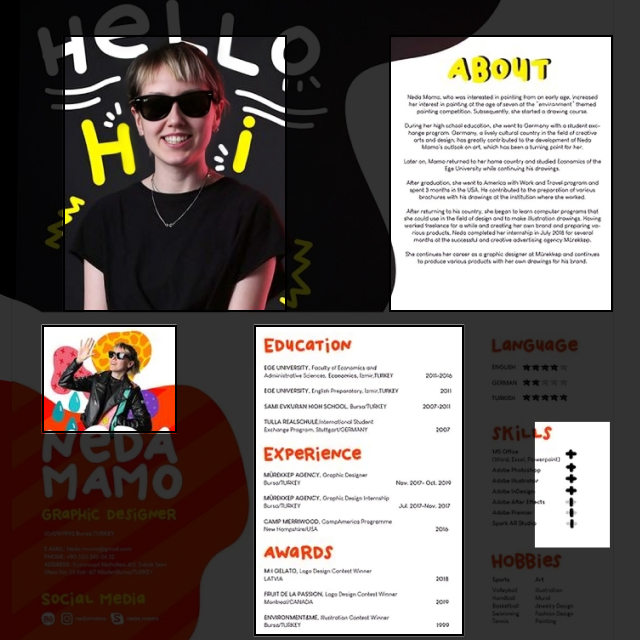 HELLO
Hi
ABOUT
Neda Mamo, who was interested in painting from an early age, increased
her interest in painting at the age of seven at the "environment" themed
painting competition. Subsequently, she started a drawing course.
During her high school education, she went to Germany with a student exc-
hange program. Germany, a lively cultural country in the field of creative
arts and design, has greatly contributed to the development of Neda
Mamo's outlook on art, which has been a turning point for her.
Later on, Mamo returned to her home country and studied Economics of the
Ege University while continuing his drawings.
After graduation, she went to America with Work and Travel program and
spent 3 months in the USA. He contributed to the preparation of various
brochures with his drawings at the institution where she worked.
After returning to his country, she began to learn computer programs that
she could use in the field of design and to make illustration drawings. Having
worked freelance for a while and creating her own brand and preparing va-
rious products, Neda completed her internship in July 2018 for several
months at the successful and creative advertising agency Mürekkep.
She continues her career as a graphic designer at Mürekkep and continues
to produce various products with her own drawings for his brand.
NEDA
MAMO
Graphic Designer
Social Media
Education
EGE UNIVERSITY, Faculty of Economics and
Administrative Sciences, Economics, Izmir,TURKEY 2011-2016
EGE UNIVERSITY, English Preparatory, Izmir,TURKEY 2011
SAMI EVKURAN HIGH SCHOOL, Bursa/TURKEY 2007-2011
TULLA REALSCHULE,International Student
Exchange Program, Stuttgart/GERMANY 2007
Experience
MÜREKKEP AGENCY, Graphic Designer
Bursa/TURKEY Nov. 2017- Oct. 2019
MÜREKKEP AGENCY, Graphic Design Internship
Bursa/TURKEY Jul. 2017-Nov. 2017
CAMP MERRIWOOD, CampAmerica Programme
New Hampshire/USA 2016
AWARDS
MH GELATO, Logo Design Contest Winner
LATVIA 2018
FRUIT DE LA PASSION, Logo Design Contest Winner
Montreal/CANADA 2019
ENVIRONMENT&ME, Illustration Contest Winner
Bursa/TURKEY 1999
Language
ENGLISH
GERMAN
TURKISH
SKILLS
MS Office
(Word, Excel, Powerpoint)
Adobe Photoshop
Adobe Illustrator
Adobe InDesign
Adobe After Effects
Adobe Premier
Spark AR Studio
HOBBIES
Sports Art
Volleyball Illustration
Handball Mural
Basketball Jewelry Design
Swimming Fashion Design
Tennis Painting